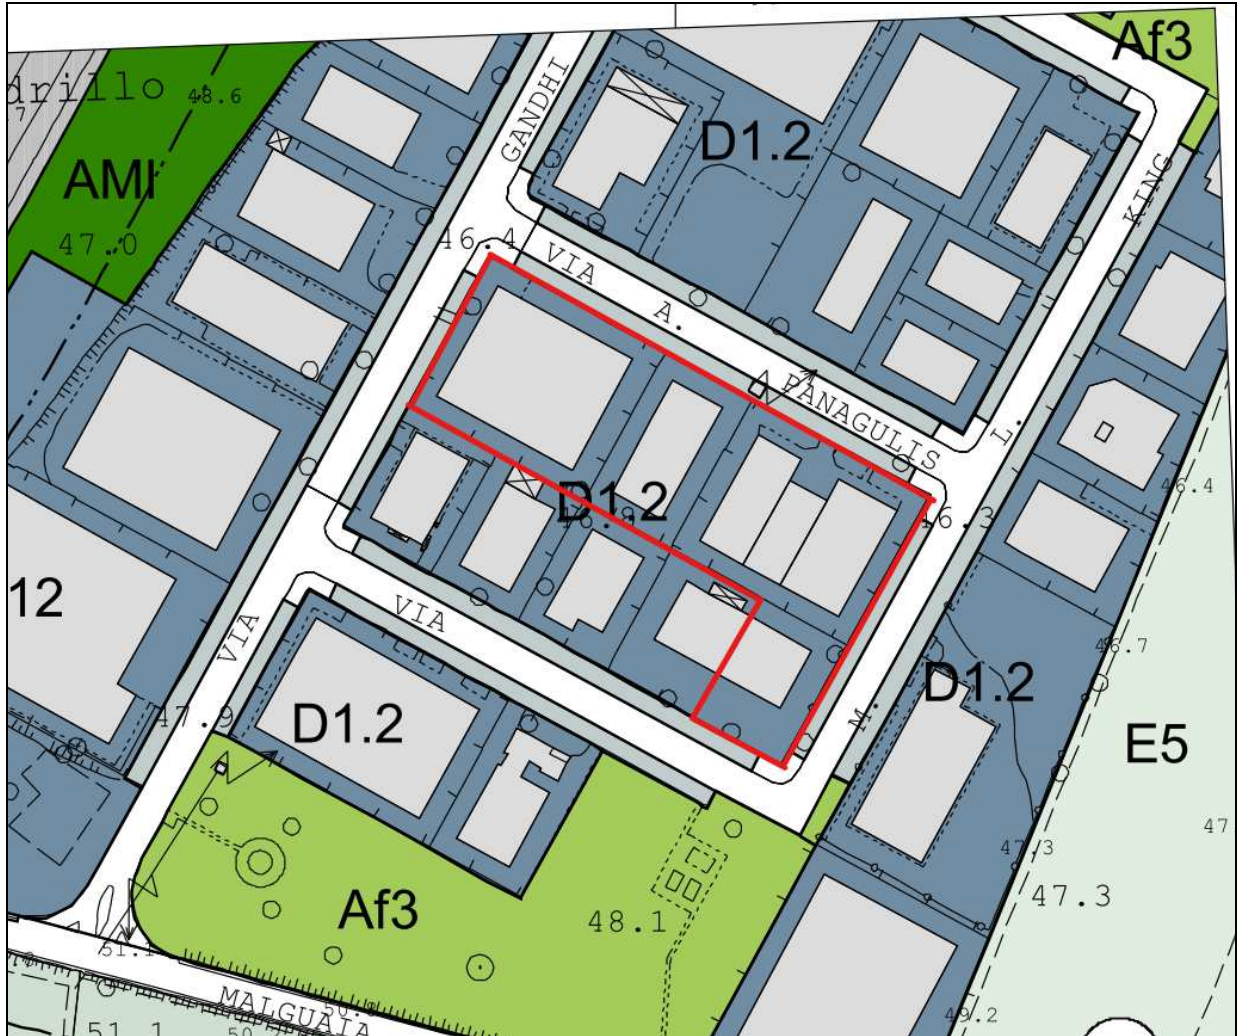 Af3
drillo
48.6
GANDHI
D1.2
AMI
KING
47.0
46.4
VIA
A.
PANAGULIS
L.
46.4
D1.2
46.3
12
VIA
VIA
46.7
D1.2
M.
47.9
D1.2
E5
47
47.3
47.3
Af3
48.1
MALGUAIA
49.2
51.1